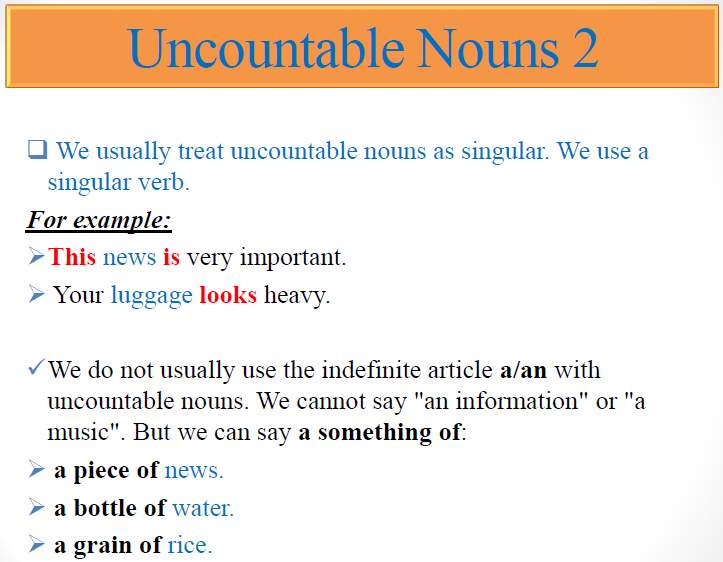 Uncountable Nouns 2
❑ We usually treat uncountable nouns as singular. We use a
singular verb.
For example:
➢ This news is very important.
➢ Your luggage looks heavy.
✓ We do not usually use the indefinite article a/an with
uncountable nouns. We cannot say "an information" or "a
music". But we can say a something of:
➢ a piece of news.
➢ a bottle of water.
➢ a grain of rice.